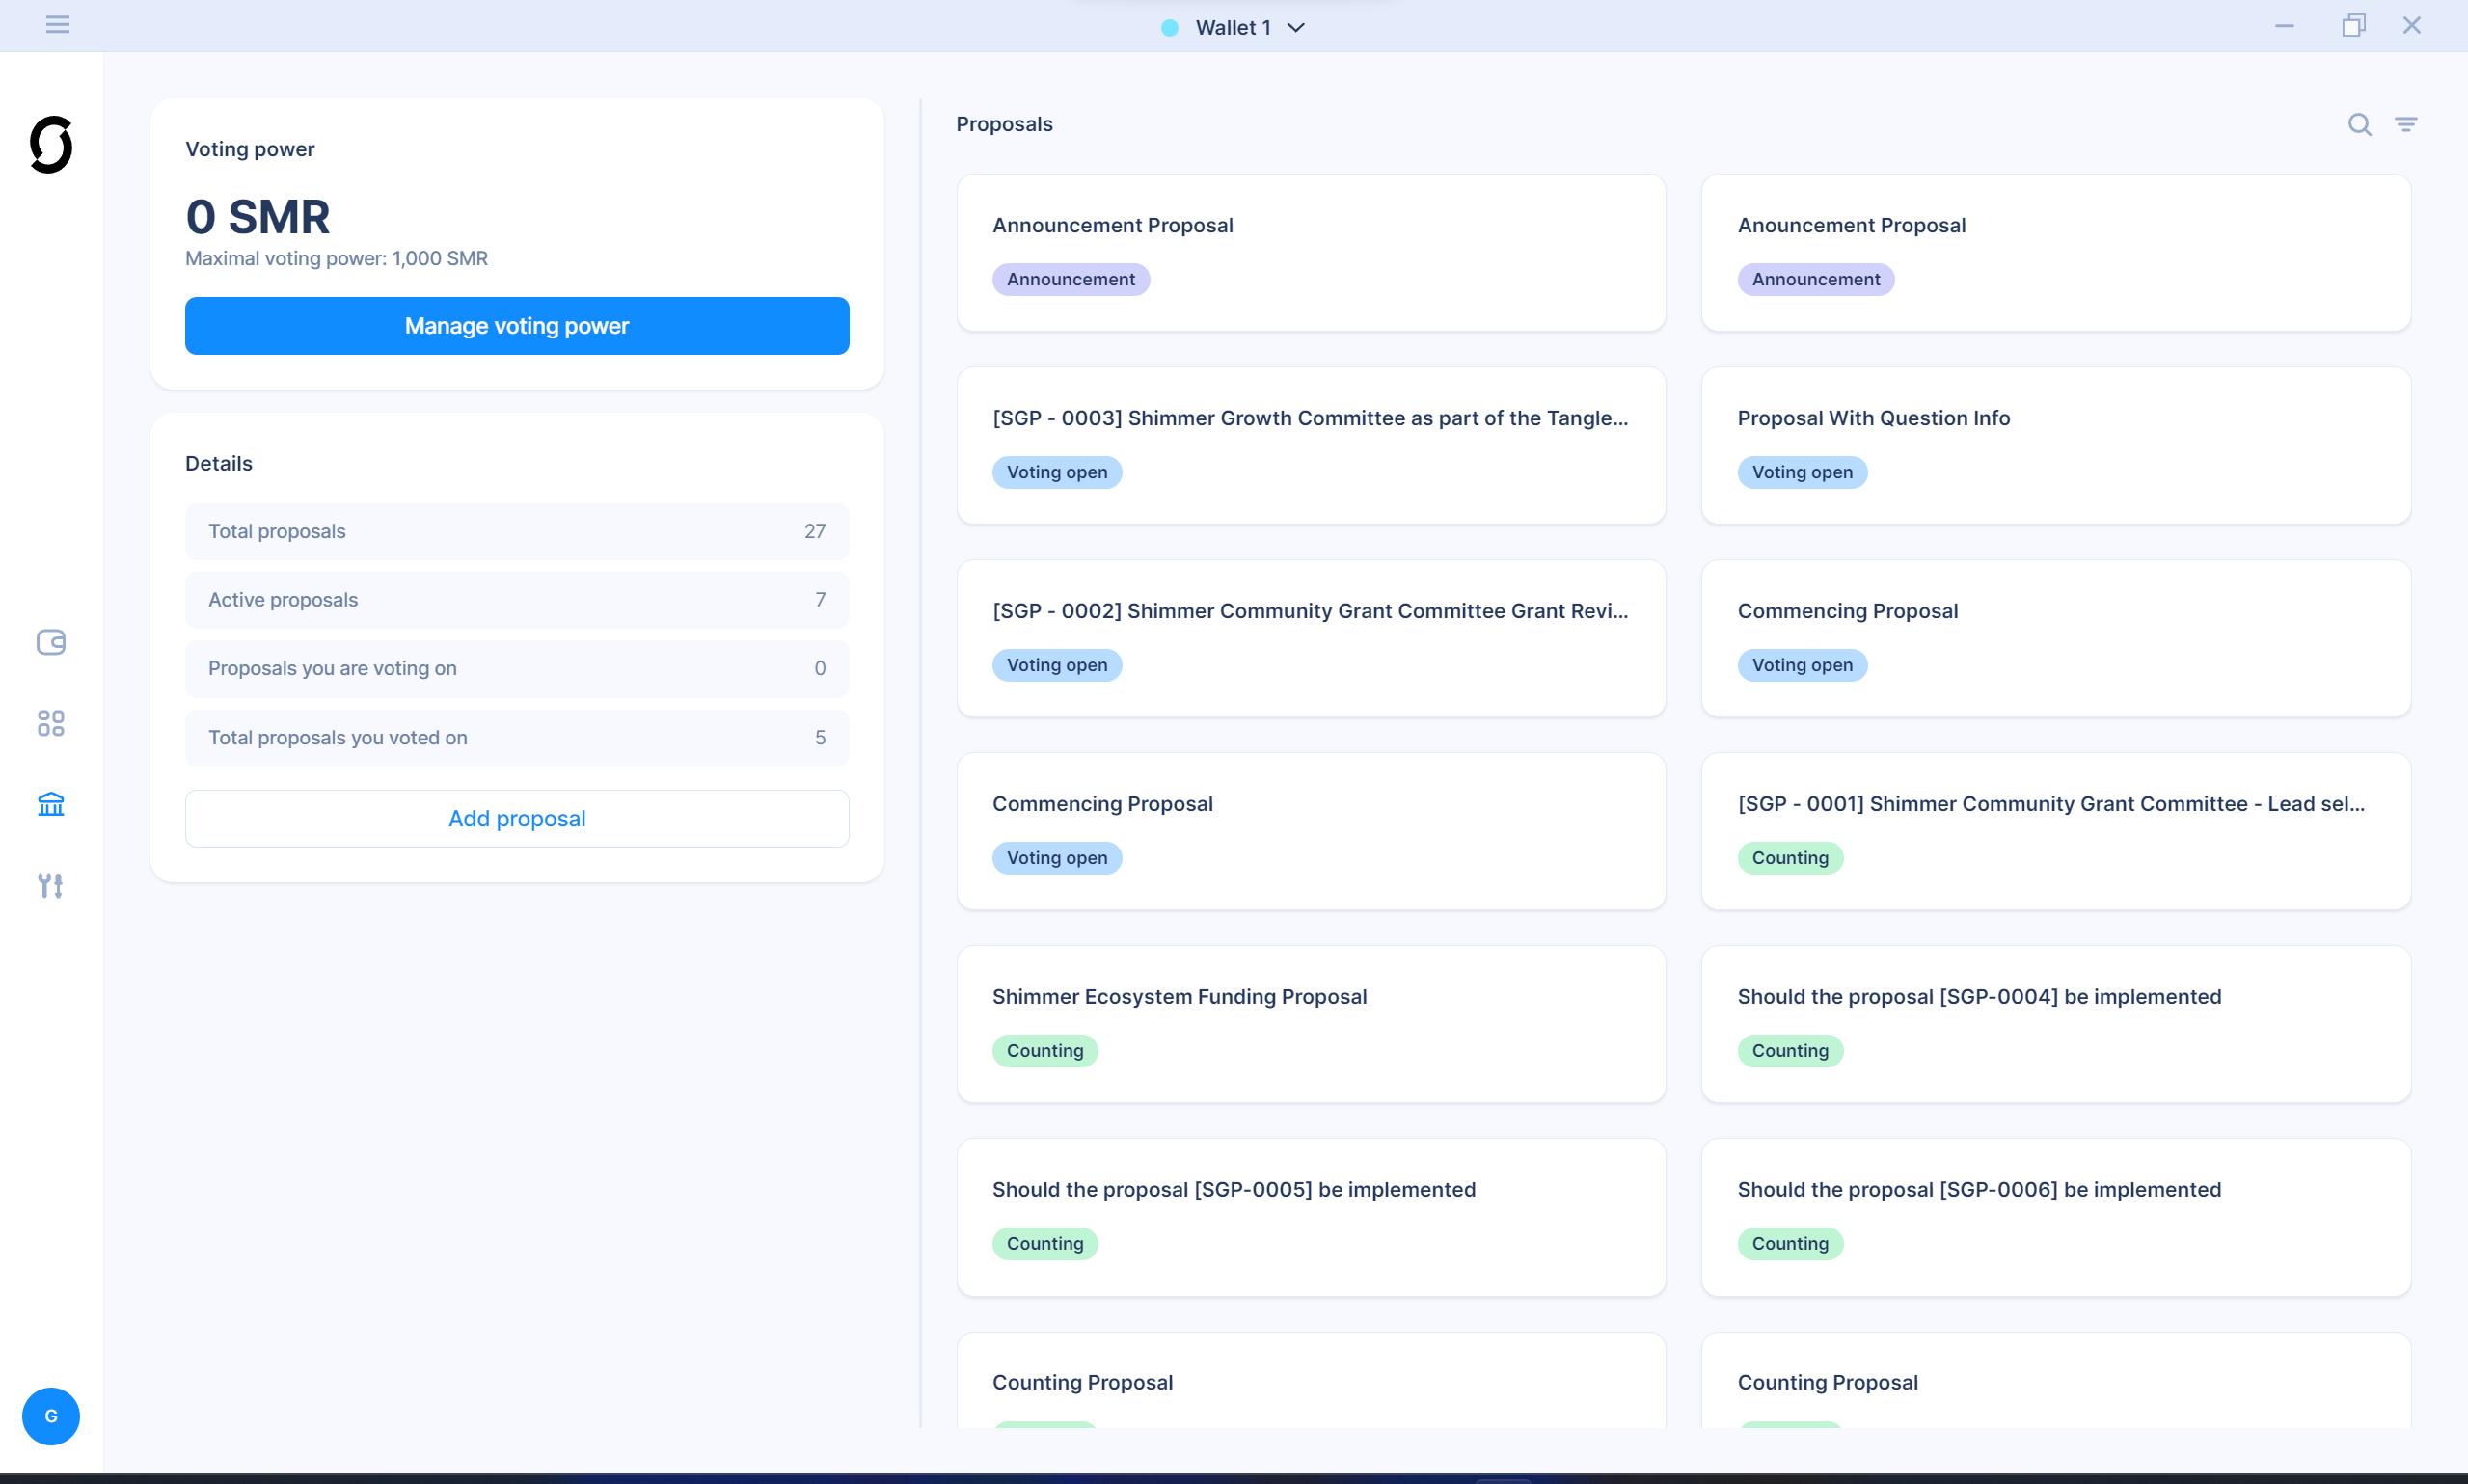 Wallet 1
Voting power
0 SMR
Maximal voting power: 1,000 SMR
Manage voting power
Details
Total proposals 27
Active proposals 7
Proposals you are voting on 0
Total proposals you voted on 5
Add proposal
G
Proposals
Announcement Proposal
Announcement
Anouncement Proposal
Announcement
[SGP - 0003] Shimmer Growth Committee as part of the Tangle...
Voting open
Proposal With Question Info
Voting open
[SGP - 0002] Shimmer Community Grant Committee Grant Revi...
Voting open
Commencing Proposal
Voting open
Commencing Proposal
Voting open
[SGP - 0001] Shimmer Community Grant Committee - Lead sel...
Counting
Shimmer Ecosystem Funding Proposal
Counting
Should the proposal [SGP-0004] be implemented
Counting
Should the proposal [SGP-0005] be implemented
Counting
Should the proposal [SGP-0006] be implemented
Counting
Counting Proposal
Counting Proposal